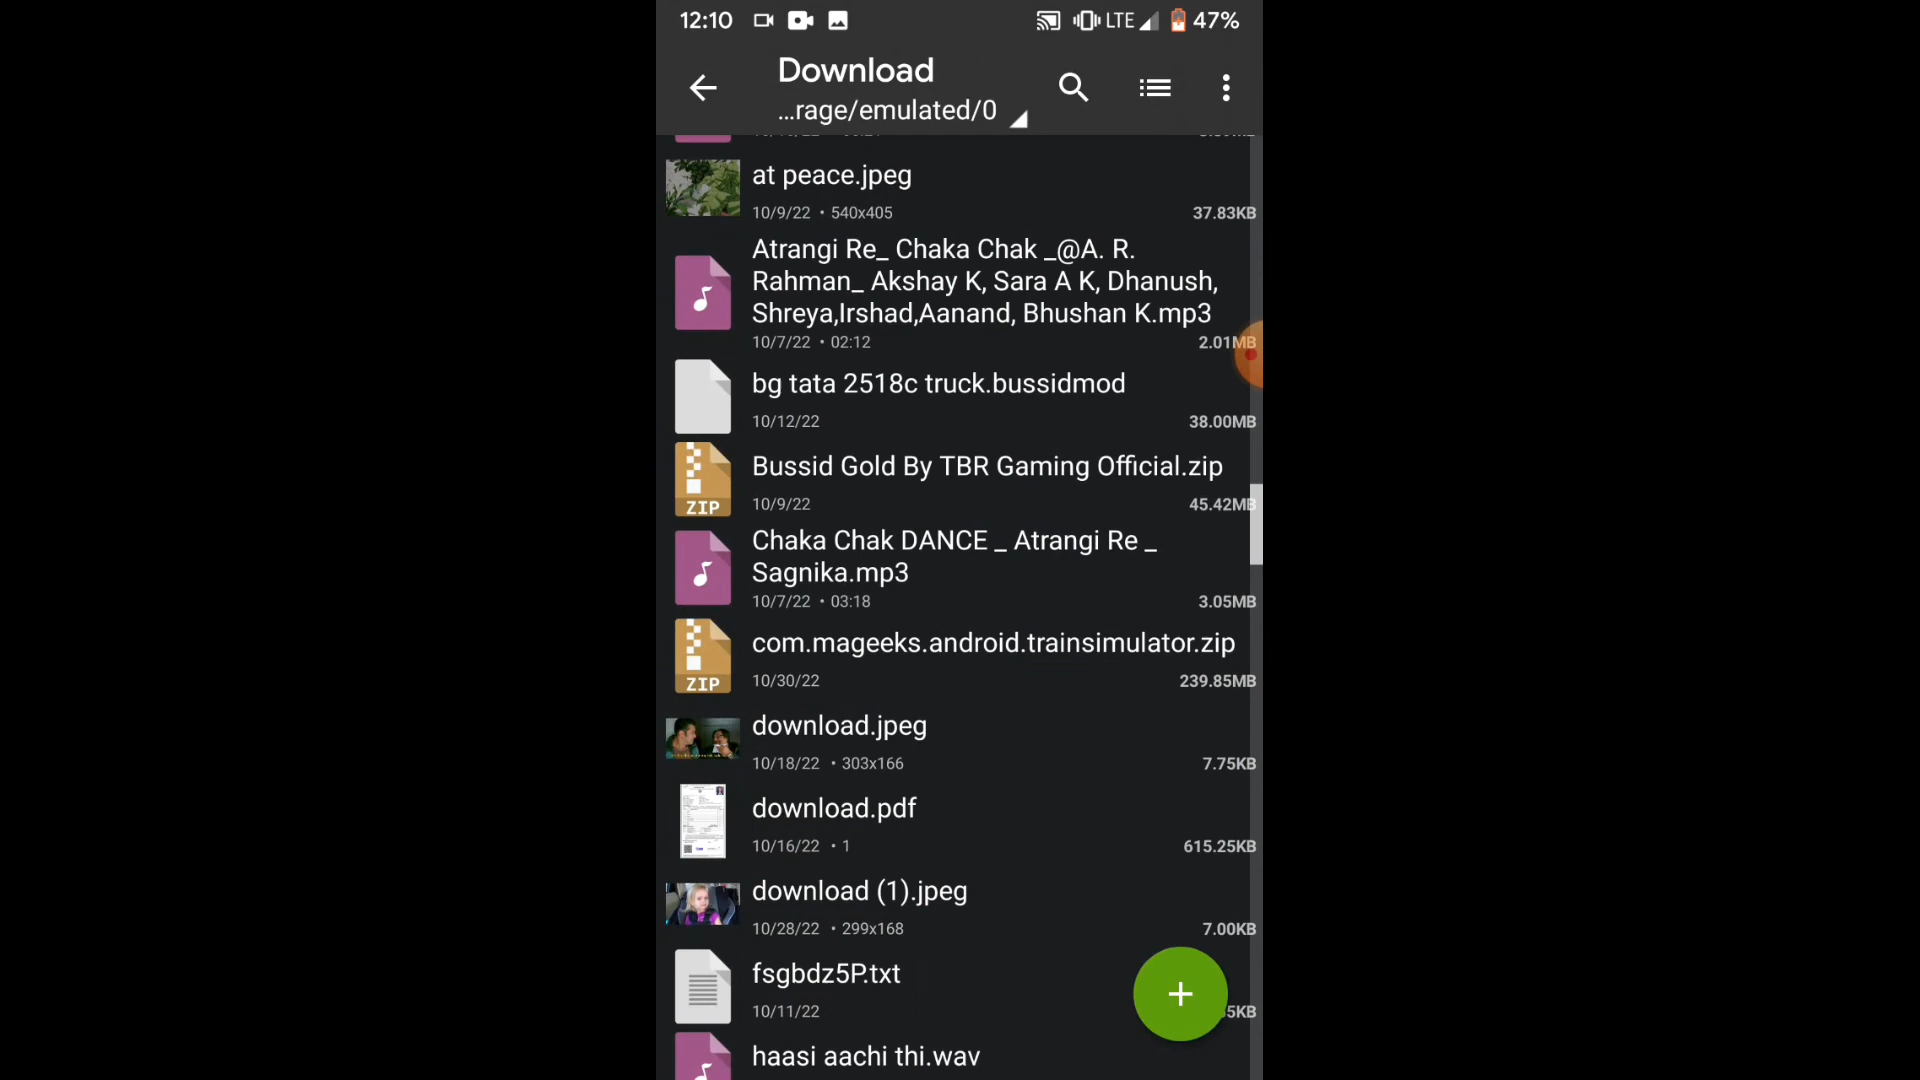 12:10 LTE 47%
Download
...rage/emulated/0
at peace.jpeg
10/9/22 • 540x405 37.83KB
Atrangi Re_ Chaka Chak _@A. R.
Rahman_ Akshay K, Sara A K, Dhanush,
Shreya,Irshad,Aanand, Bhushan K.mp3
10/7/22 • 02:12 2.01MB
bg tata 2518c truck.bussidmod
10/12/22 38.00MB
Bussid Gold By TBR Gaming Official.zip
ZIP 10/9/22 45.42MB
Chaka Chak DANCE _ Atrangi Re _
Sagnika.mp3
10/7/22 • 03:18 3.05MB
com.mageeks.android.trainsimulator.zip
ZIP 10/30/22 239.85MB
download.jpeg
10/18/22 • 303x166 7.75KB
download.pdf
10/16/22 • 1 615.25KB
download (1).jpeg
10/28/22 • 299x168 7.00KB
fsgbdz5P.txt
10/11/22 5KB
haasi aachi thi.wav